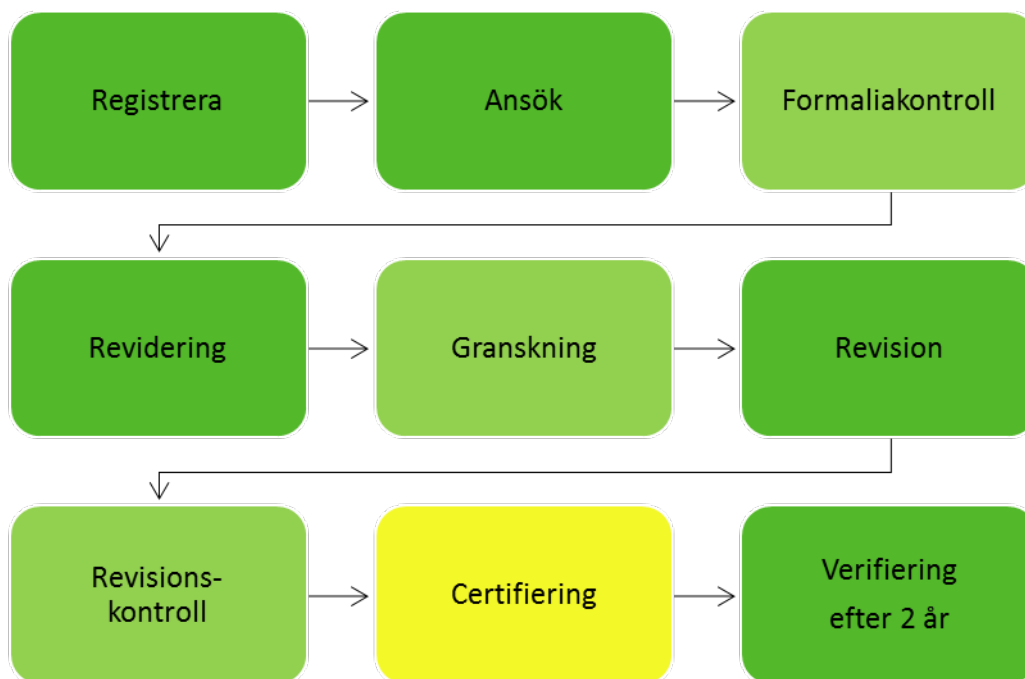 Registrera
Ansök
Formaliakontroll
Revidering
Granskning
Revision
Revisions-
kontroll
Certifiering
Verifiering
efter 2 år